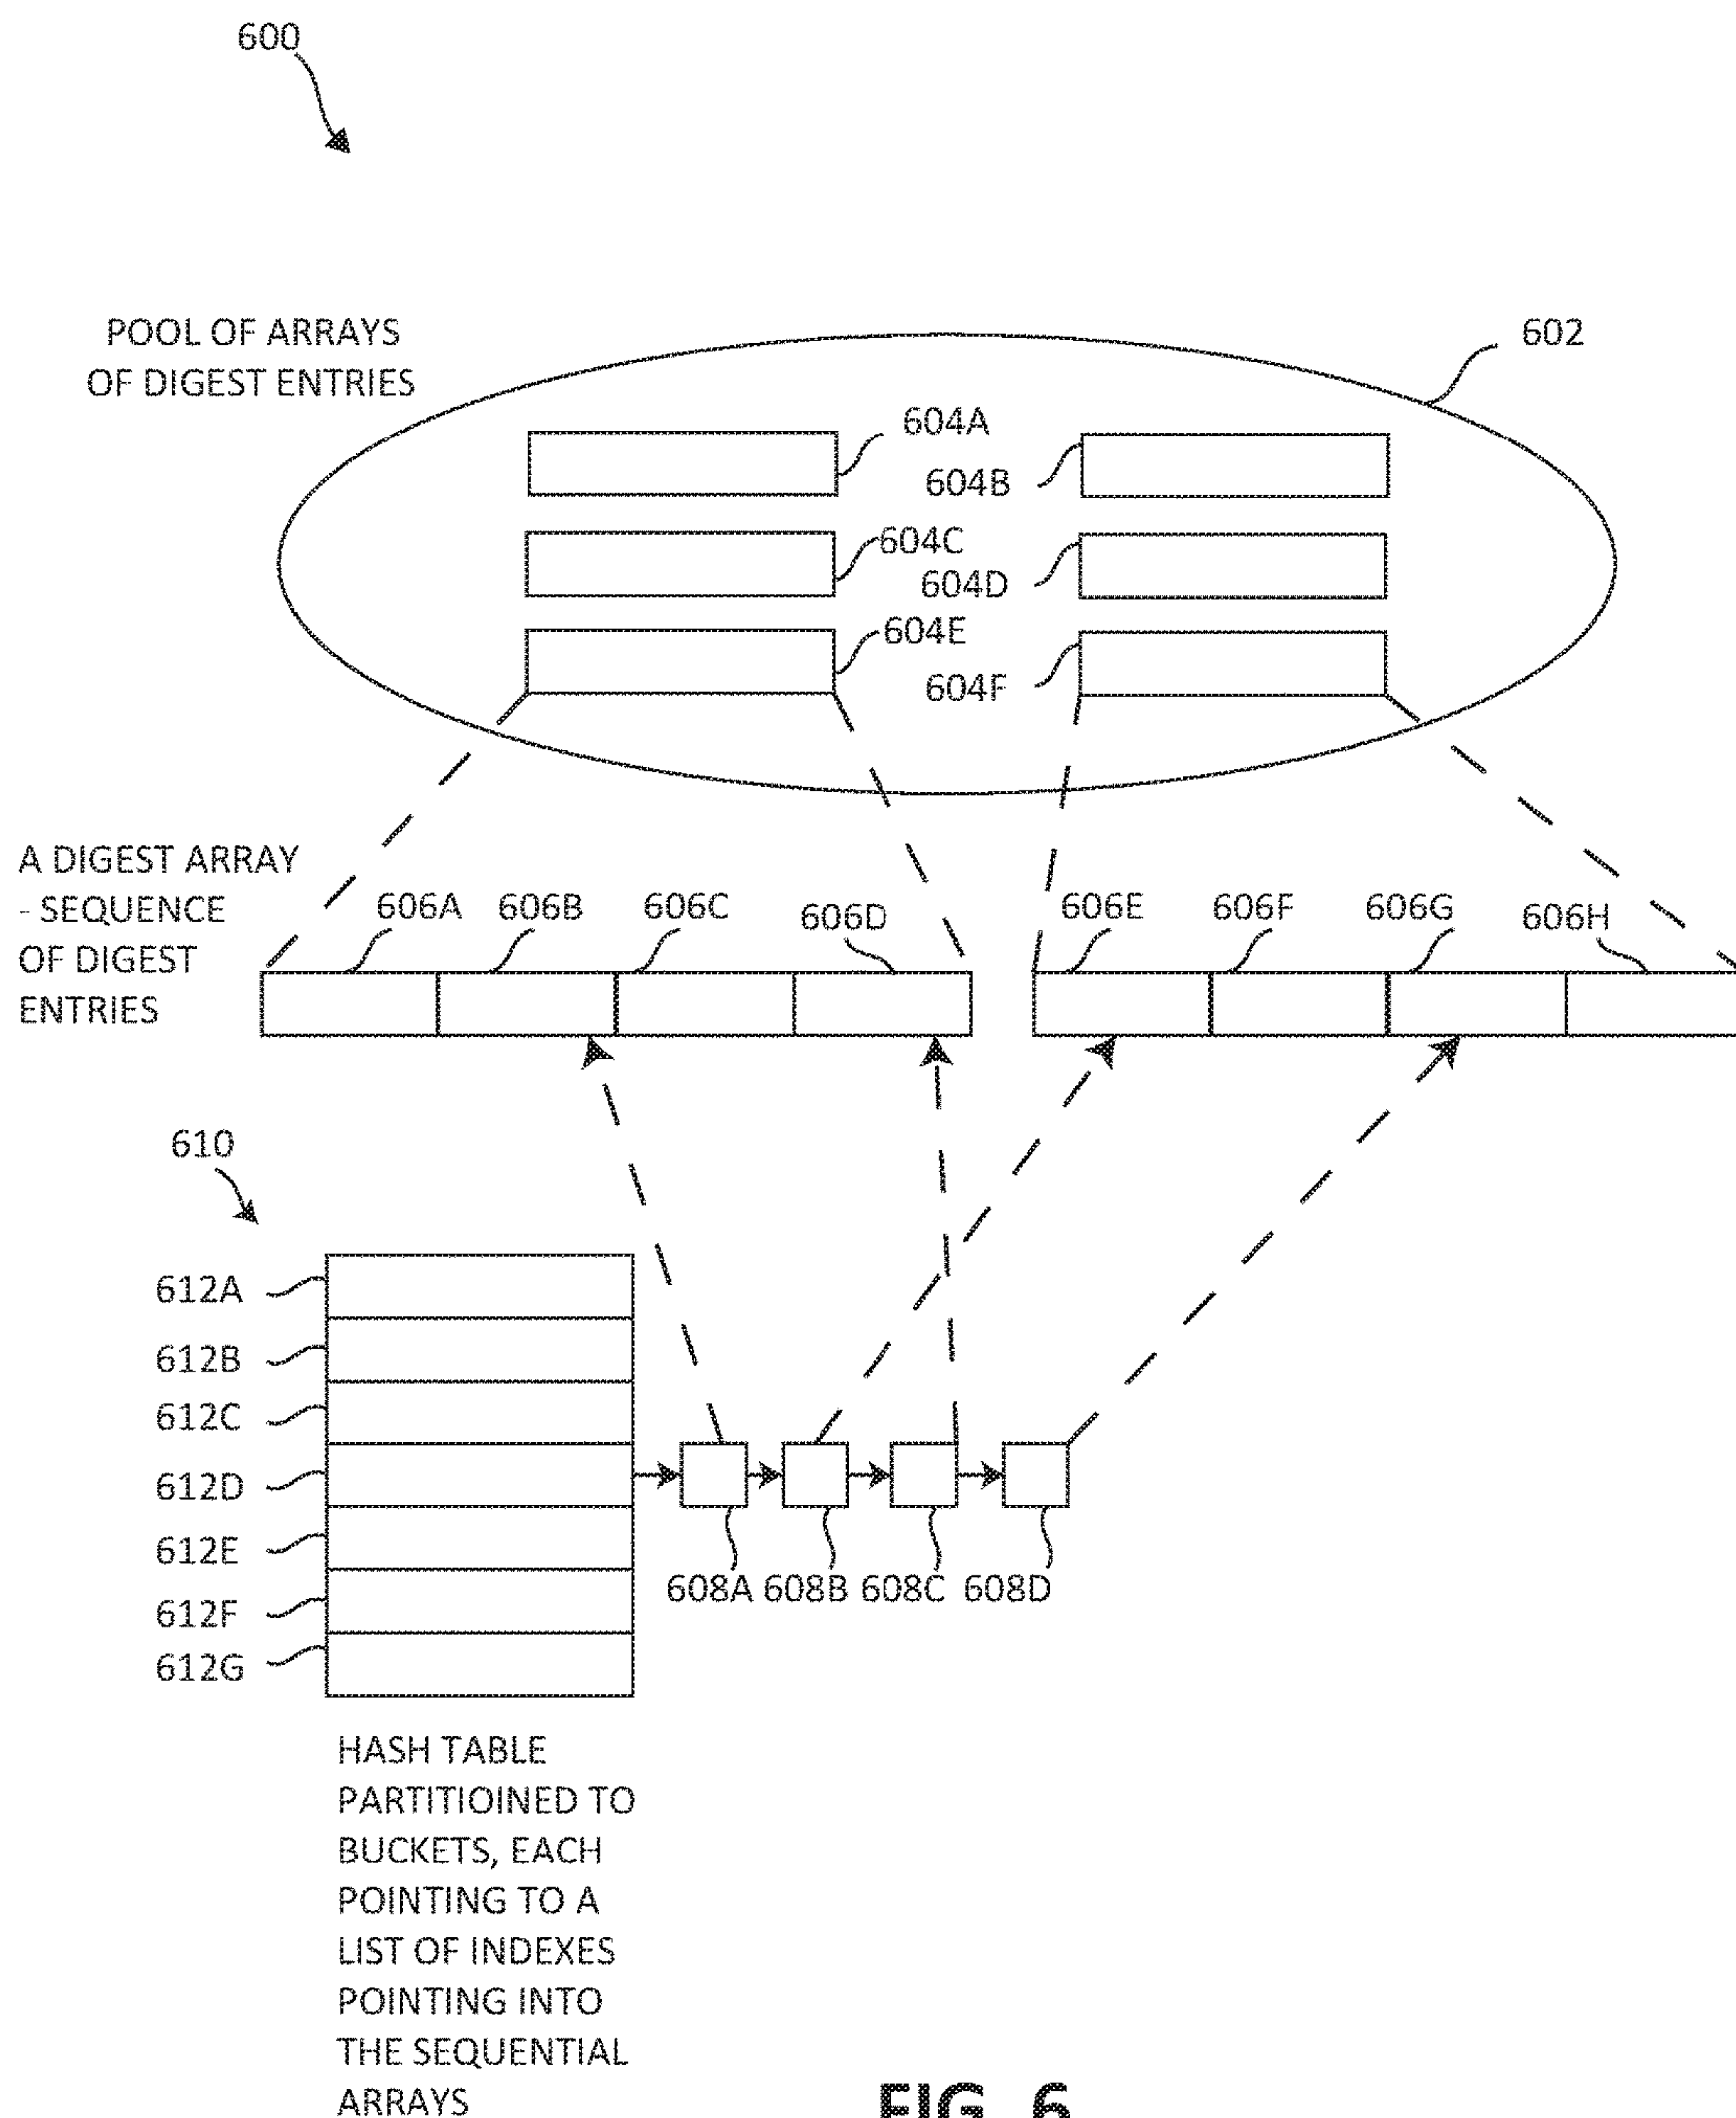 600
POOL OF ARRAYS
OF DIGEST ENTRIES
602
604A
604B
604C
604D
604E
604F
A DIGEST ARRAY
- SEQUENCE
OF DIGEST
ENTRIES
606A
606B
606C
606D
606E
606F
606G
606H
610
612A
612B
612C
612D
612E
612F
612G
608A
608B
608C
608D
HASH TABLE
PARTITIOINED TO
BUCKETS, EACH
POINTING TO A
LIST OF INDEXES
POINTING INTO
THE SEQUENTIAL
ARRAYS
FIG. 6